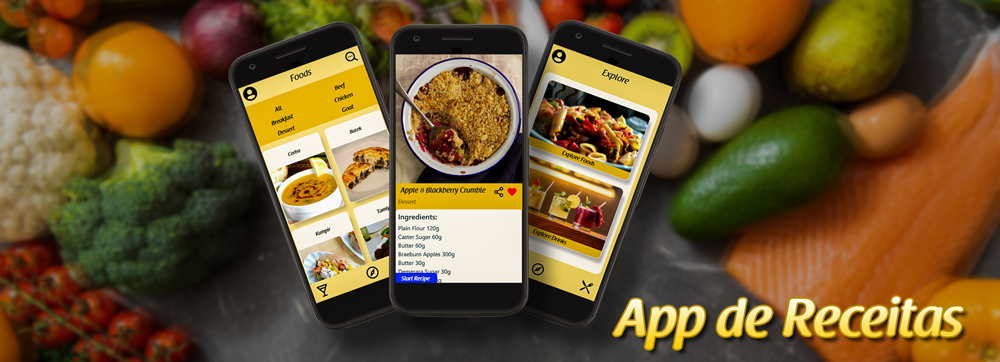 Foods
All
Beef
Breakfast
Chicken
Dessert
Goat
Corba
Burek
Kumpir
Apple & Blackberry Crumble
Dessert
Ingredients:
Plain Flour 120g
Caster Sugar 60g
Butter 60g
Braeburn Apples 300g
Butter 30g
Demerara Sugar 30g
Start Recipe
Explore
Explore Foods
Explore Drinks
App de Receitas